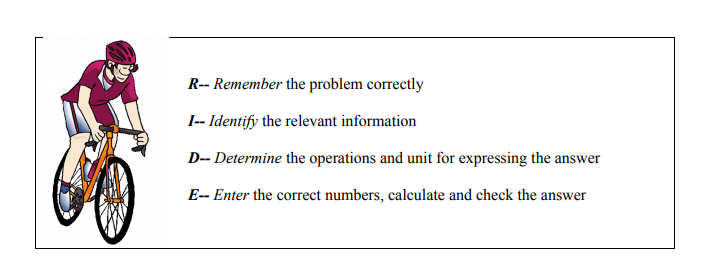 R-- Remember the problem correctly
I-- Identify the relevant information
D-- Determine the operations and unit for expressing the answer
E-- Enter the correct numbers, calculate and check the answer